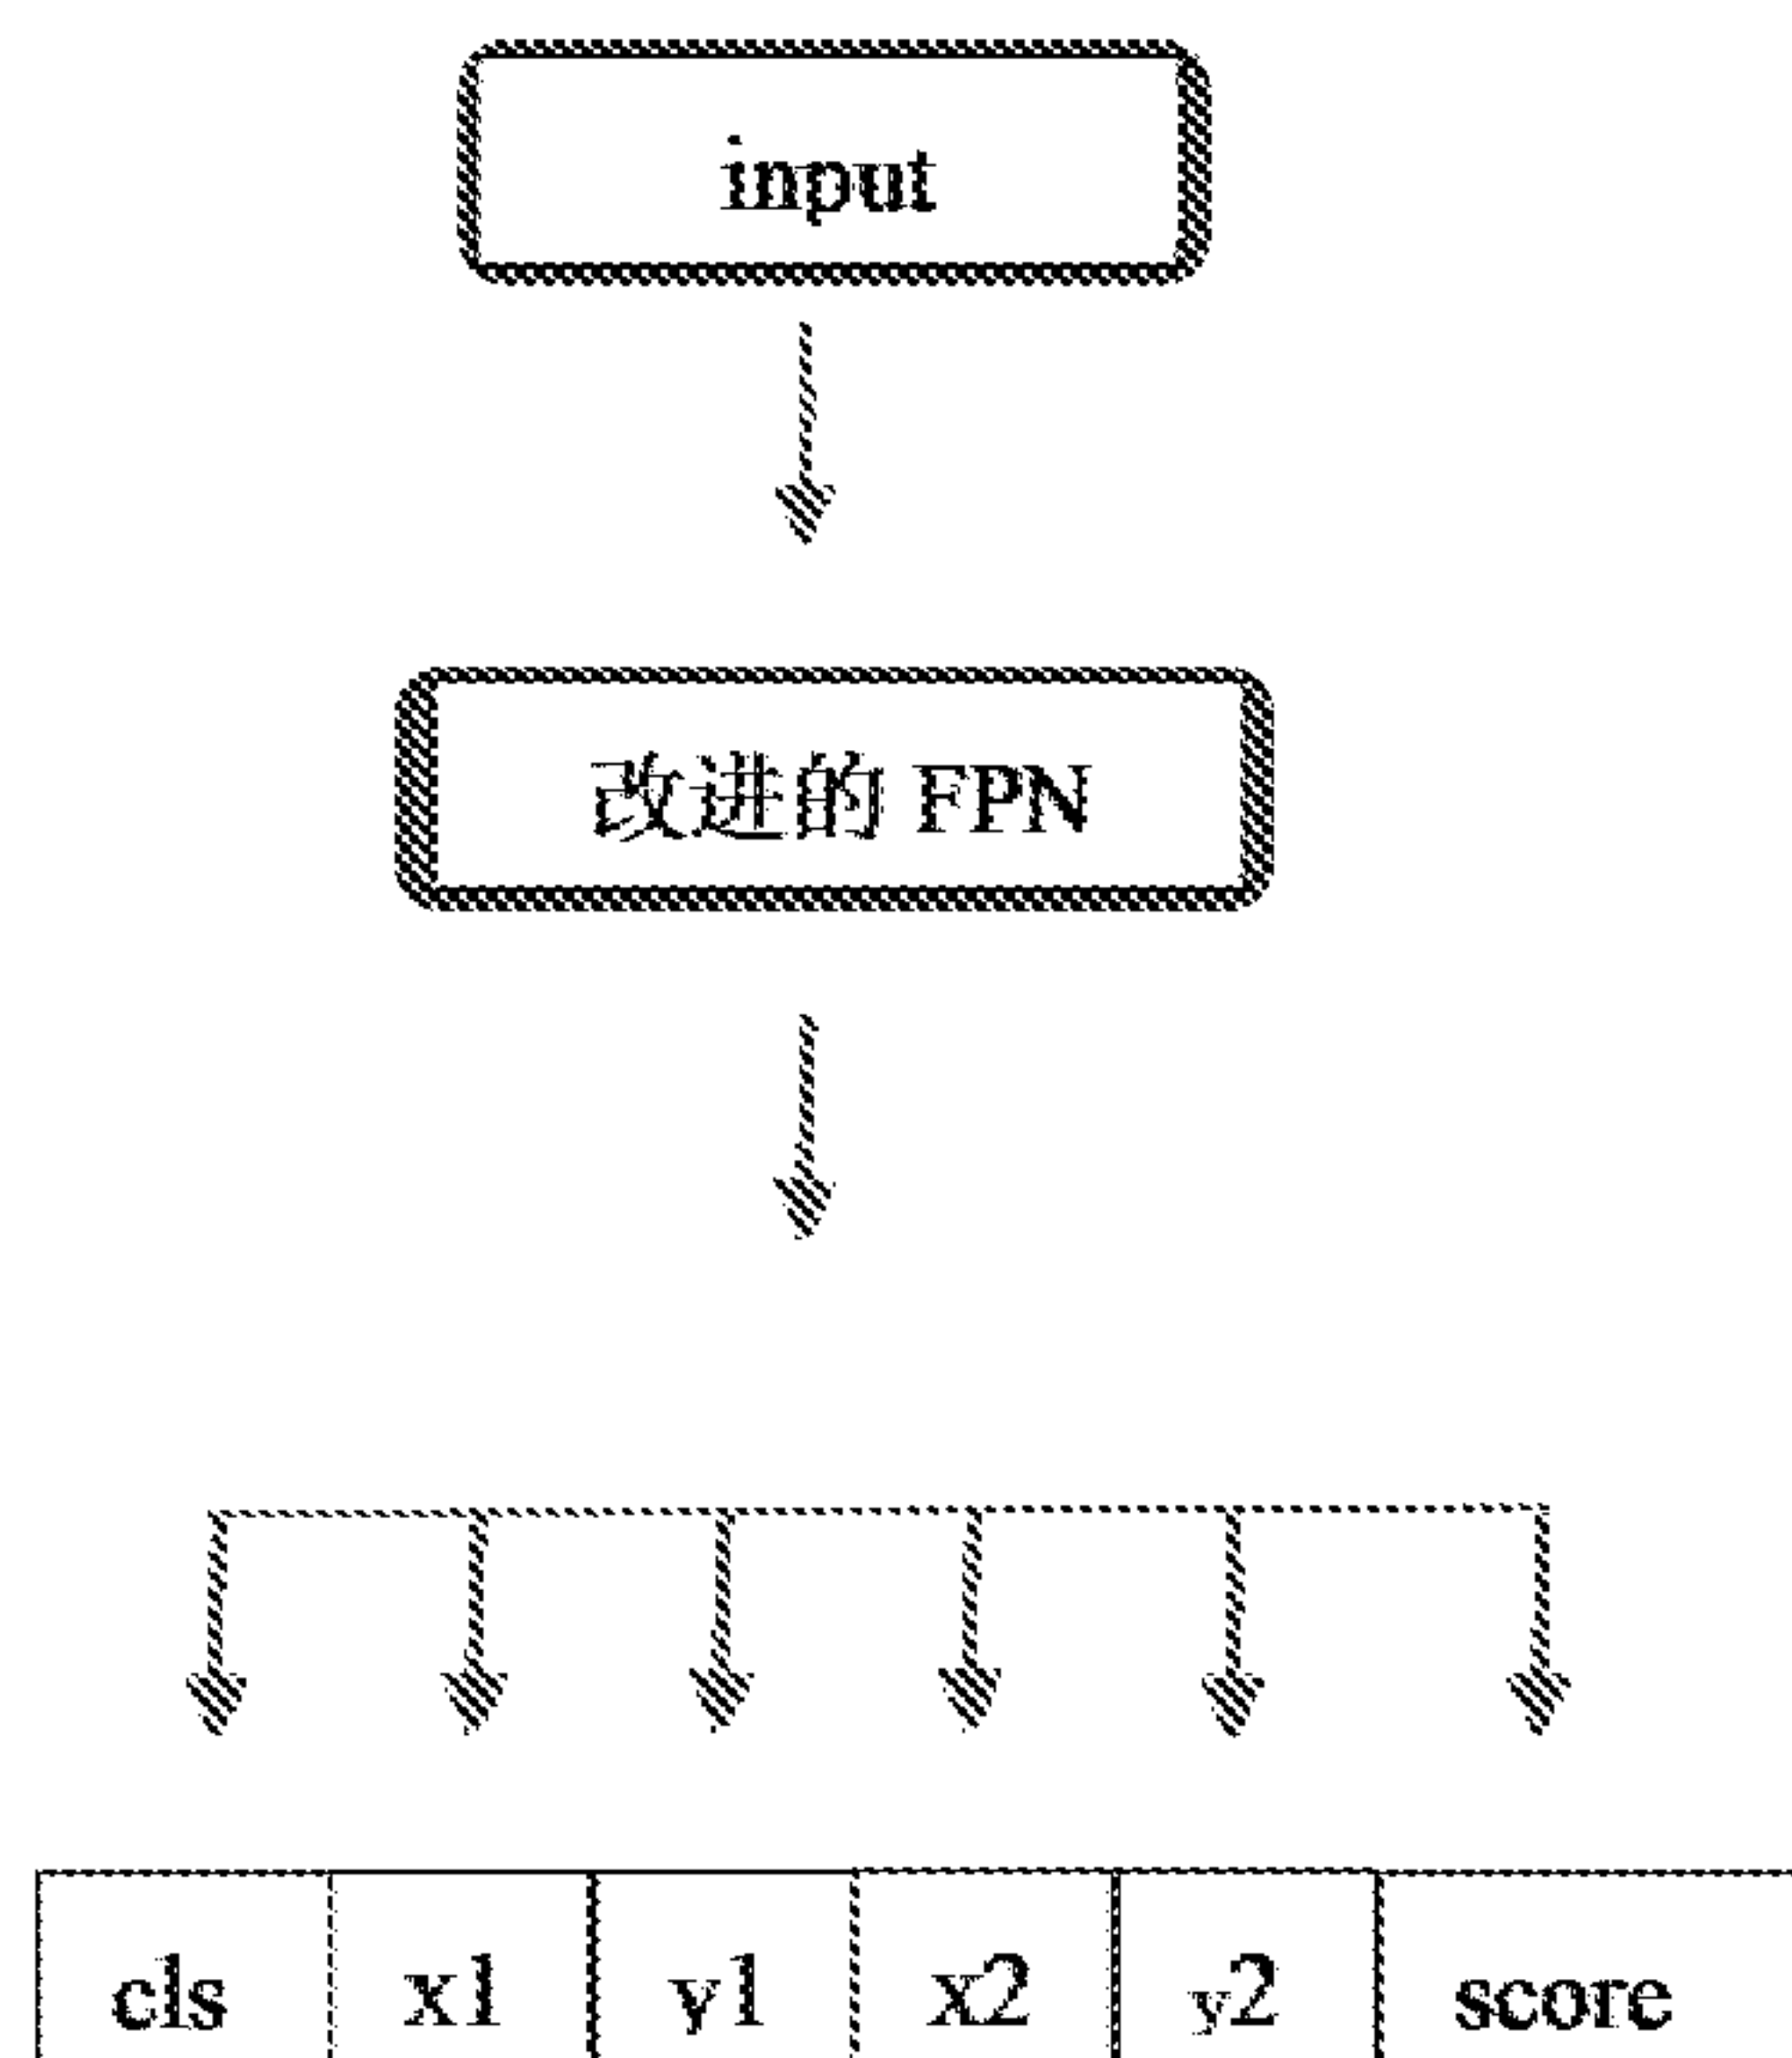 input
改进的 FPN
cls x1 y1 x2 y2 score